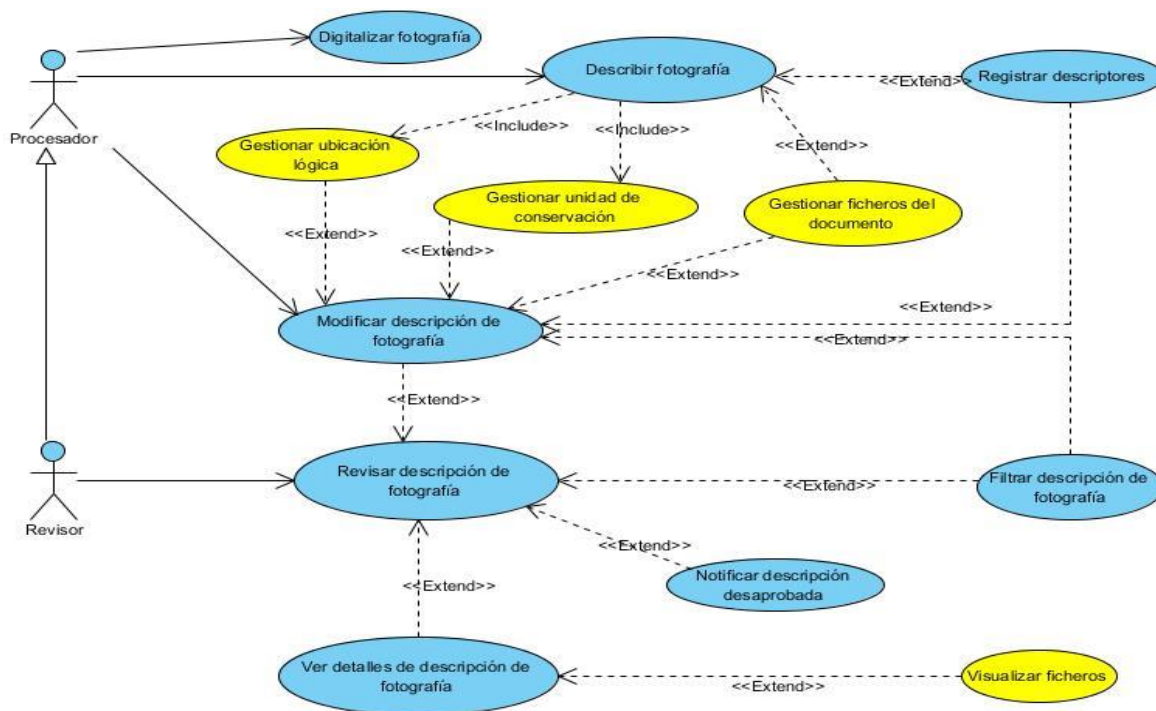 Digitalizar fotografía
Describir fotografía
Registrar descriptores
<<Extend>>
Procesador
<<Include>>
<<Include>>
Gestionar ubicación
lógica
<<Extend>>
Gestionar unidad de
conservación
Gestionar ficheros del
documento
<<Extend>>
<<Extend>>
<<Extend>>
<<Extend>>
Modificar descripción de
fotografía
<<Extend>>
<<Extend>>
Revisar descripción de
fotografía
Filtrar descripción de
fotografía
<<Extend>>
Revisor
<<Extend>>
Notificar descripción
desaprobada
<<Extend>>
Ver detalles de descripción de
fotografía
Visualizar ficheros
<<Extend>>